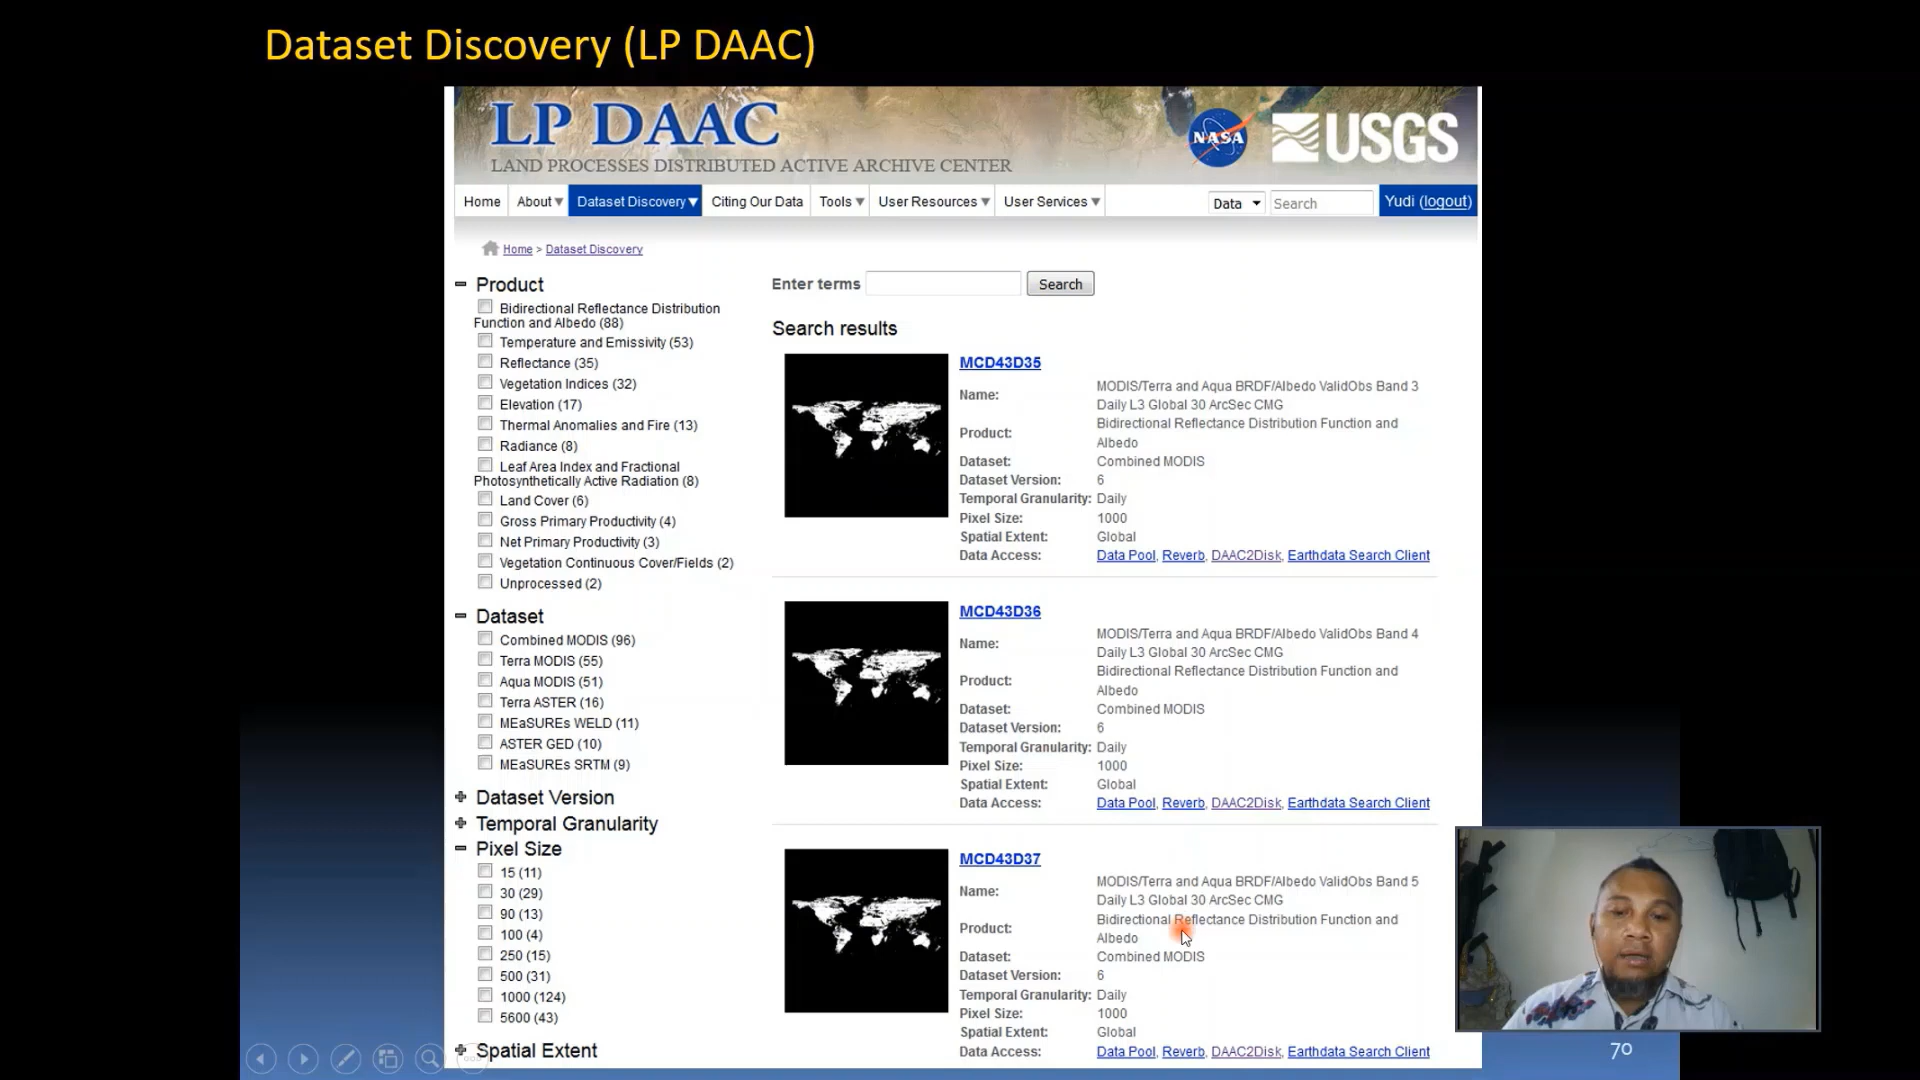 Dataset Discovery (LP DAAC)
LP DAAC
LAND PROCESSES DISTRIBUTED ACTIVE ARCHIVE CENTER
NASA
USGS
Home About Dataset Discovery Citing Our Data Tools User Resources User Services Data Search Yudi (logout)
Home > Dataset Discovery
Product
Bidirectional Reflectance Distribution
Function and Albedo (88)
Temperature and Emissivity (53)
Reflectance (35)
Vegetation Indices (32)
Elevation (17)
Thermal Anomalies and Fire (13)
Radiance (8)
Leaf Area Index and Fractional
Photosynthetically Active Radiation (8)
Land Cover (6)
Gross Primary Productivity (4)
Net Primary Productivity (3)
Vegetation Continuous Cover/Fields (2)
Unprocessed (2)
Dataset
Combined MODIS (96)
Terra MODIS (55)
Aqua MODIS (51)
Terra ASTER (16)
MEaSUREs WELD (11)
ASTER GED (10)
MEaSUREs SRTM (9)
Dataset Version
Temporal Granularity
Pixel Size
15 (11)
30 (29)
90 (13)
100 (4)
250 (15)
500 (31)
1000 (124)
5600 (43)
Spatial Extent
Enter terms Search
Search results
MCD43D35
Name: MODIS/Terra and Aqua BRDF/Albedo ValidObs Band 3
Daily L3 Global 30 ArcSec CMG
Product: Bidirectional Reflectance Distribution Function and
Albedo
Dataset: Combined MODIS
Dataset Version: 6
Temporal Granularity: Daily
Pixel Size: 1000
Spatial Extent: Global
Data Access: Data Pool, Reverb, DAAC2Disk, Earthdata Search Client
MCD43D36
Name: MODIS/Terra and Aqua BRDF/Albedo ValidObs Band 4
Daily L3 Global 30 ArcSec CMG
Product: Bidirectional Reflectance Distribution Function and
Albedo
Dataset: Combined MODIS
Dataset Version: 6
Temporal Granularity: Daily
Pixel Size: 1000
Spatial Extent: Global
Data Access: Data Pool, Reverb, DAAC2Disk, Earthdata Search Client
MCD43D37
Name: MODIS/Terra and Aqua BRDF/Albedo ValidObs Band 5
Daily L3 Global 30 ArcSec CMG
Product: Bidirectional Reflectance Distribution Function and
Albedo
Dataset: Combined MODIS
Dataset Version: 6
Temporal Granularity: Daily
Pixel Size: 1000
Spatial Extent: Global
Data Access: Data Pool, Reverb, DAAC2Disk, Earthdata Search Client
70